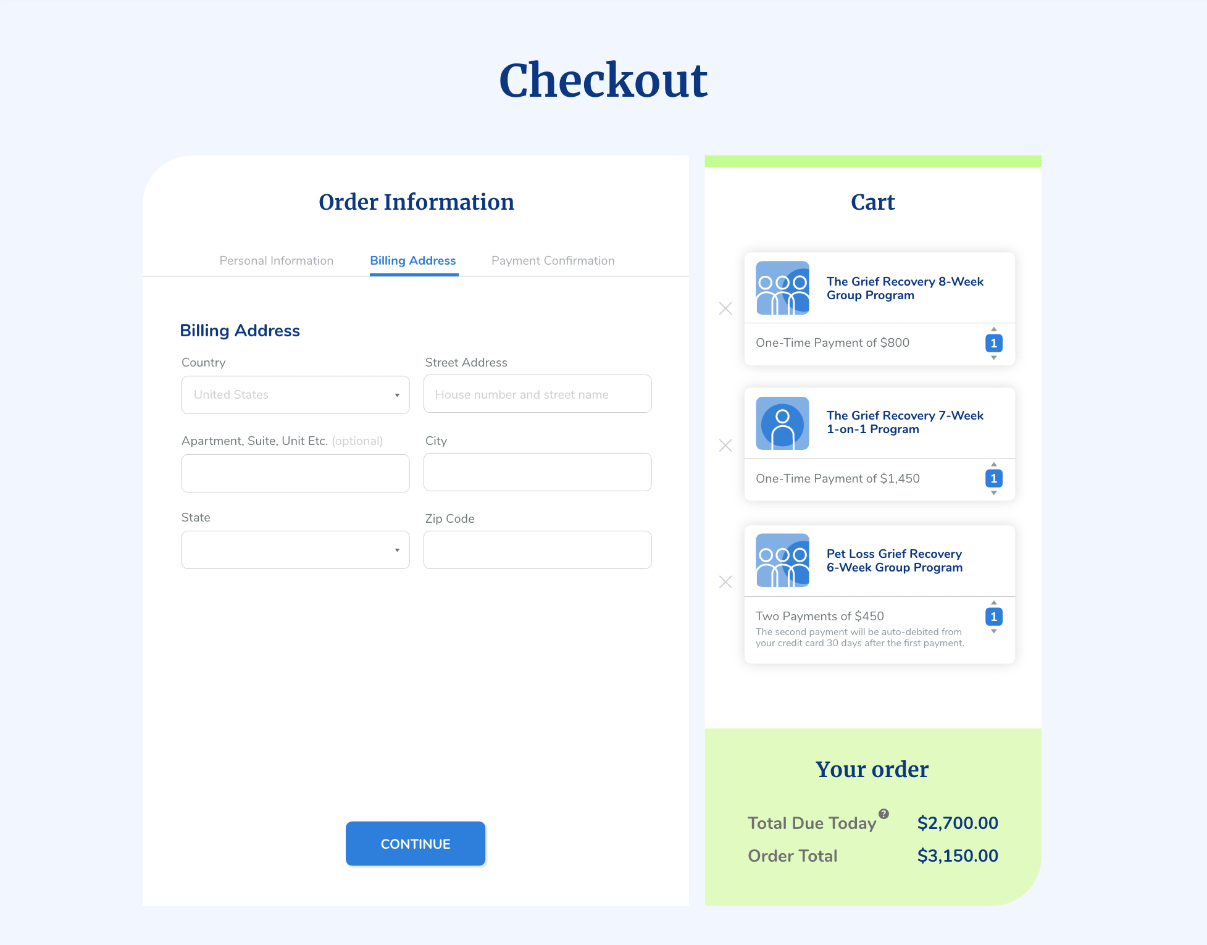 Checkout
Order Information
Personal Information
Billing Address
Payment Confirmation
Billing Address
Country
Street Address
United States
House number and street name
Apartment, Suite, Unit Etc. (optional)
City
State
Zip Code
CONTINUE
Cart
The Grief Recovery 8-Week
Group Program
One-Time Payment of $800
1
The Grief Recovery 7-Week
1-on-1 Program
One-Time Payment of $1,450
1
Pet Loss Grief Recovery
6-Week Group Program
Two Payments of $450
1
The second payment will be auto-debited from
your credit card 30 days after the first payment.
Your order
Total Due Today ? $2,700.00
Order Total $3,150.00